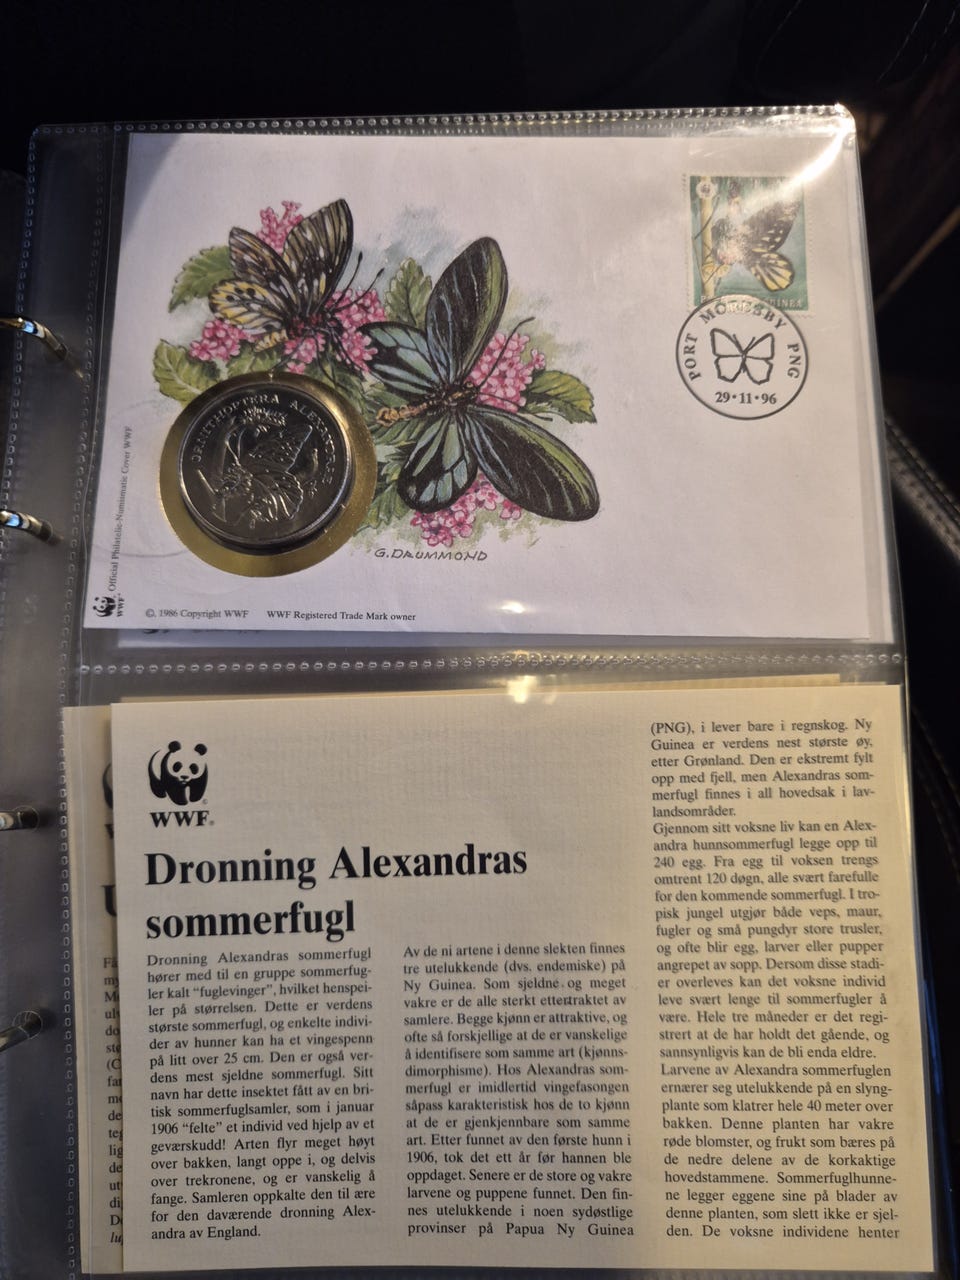 ORNITHOPTERA ALEXANDRAE
G. DRUMMOND
PORT MORESBY PNG
29•11•96
Official Philatelic-Numismatic Cover WWF
WWF
© 1986 Copyright WWF WWF Registered Trade Mark owner
WWF®
Dronning Alexandras
sommerfugl
Dronning Alexandras sommerfugl
hører med til en gruppe sommerfug-
ler kalt “fuglevinger”, hvilket henspei-
ler på størrelsen. Dette er verdens
største sommerfugl, og enkelte indivi-
der av hunner kan ha et vingespenn
på litt over 25 cm. Den er også ver-
dens mest sjeldne sommerfugl. Sitt
navn har dette insektet fått av en bri-
tisk sommerfuglsamler, som i januar
1906 “felte” et individ ved hjelp av et
geværskudd! Arten flyr meget høyt
over bakken, langt oppe i, og delvis
over trekronene, og er vanskelig å
fange. Samleren oppkalte den til ære
for den daværende dronning Alex-
andra av England.
Av de ni artene i denne slekten finnes
tre utelukkende (dvs. endemiske) på
Ny Guinea. Som sjeldne og meget
vakre er de alle sterkt ettertraktet av
samlere. Begge kjønn er attraktive, og
ofte så forskjellige at de er vanskelige
å identifisere som samme art (kjønns-
dimorphisme). Hos Alexandras som-
merfugl er imidlertid vingefasongen
såpass karakteristisk hos de to kjønn
at de er gjenkjennbare som samme
art. Etter funnet av den første hunn i
1906, tok det ett år før hannen ble
oppdaget. Senere er de store og vakre
larvene og puppene funnet. Den fin-
nes utelukkende i noen sydøstlige
provinser på Papua Ny Guinea
(PNG), i lever bare i regnskog. Ny
Guinea er verdens nest største øy,
etter Grønland. Den er ekstremt fylt
opp med fjell, men Alexandras som-
merfugl finnes i all hovedsak i lav-
landsområder.
Gjennom sitt voksne liv kan en Alex-
andra hunnsommerfugl legge opp til
240 egg. Fra egg til voksen trengs
omtrent 120 døgn, alle svært farefulle
for den kommende sommerfugl. I tro-
pisk jungel utgjør både veps, maur,
fugler og små pungdyr store trusler,
og ofte blir egg, larver eller pupper
angrepet av sopp. Dersom disse stadi-
er overleves kan det voksne individ
leve svært lenge til sommerfugler å
være. Hele tre måneder er det regi-
strert at de har holdt det gående, og
sannsynligvis kan de bli enda eldre.
Larvene av Alexandra sommerfuglen
ernærer seg utelukkende på en slyng-
plante som klatrer hele 40 meter over
bakken. Denne planten har vakre
røde blomster, og frukt som bæres på
de nedre delene av de korkaktige
hovedstammene. Sommerfuglhunne-
ne legger eggene sine på blader av
denne planten, som slett ikke er sjel-
den. De voksne individene henter